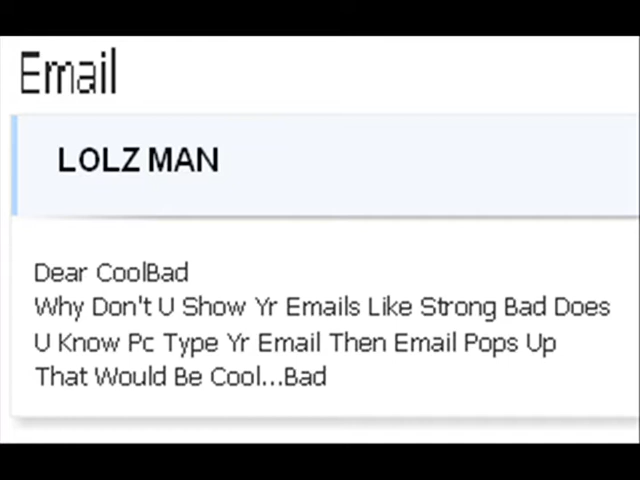 Email
LOLZ MAN
Dear CoolBad
Why Don't U Show Yr Emails Like Strong Bad Does
U Know Pc Type Yr Email Then Email Pops Up
That Would Be Cool...Bad